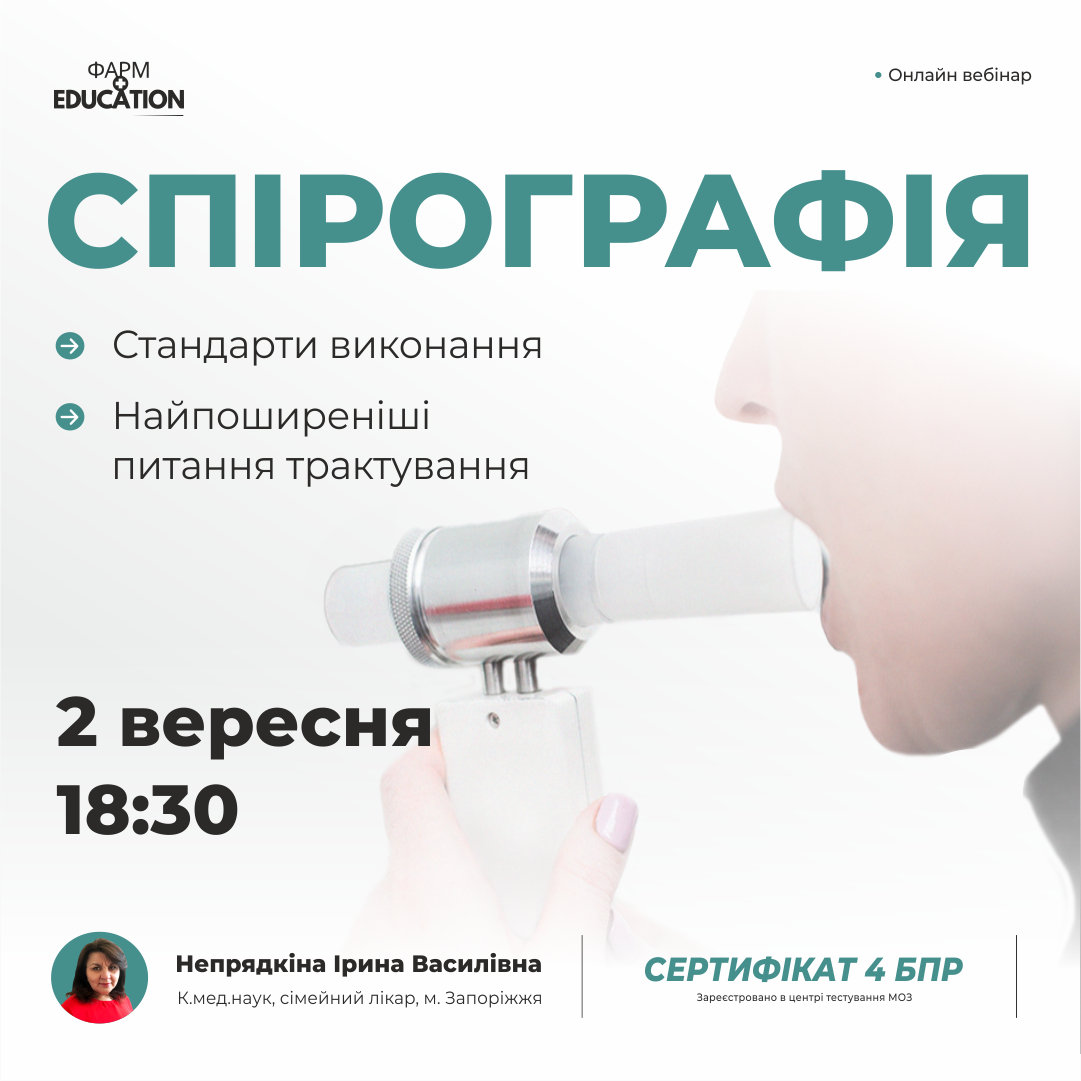 ФАРМ
EDUCATION
Онлайн вебінар
СПІРОГРАФІЯ
Стандарти виконання
Найпоширеніші
питання трактування
2 вересня
18:30
Непрядкіна Ірина Василівна
К.мед.наук, сімейний лікар, м. Запоріжжя
СЕРТИФІКАТ 4 БПР
Зареєстровано в центрі тестування МОЗ